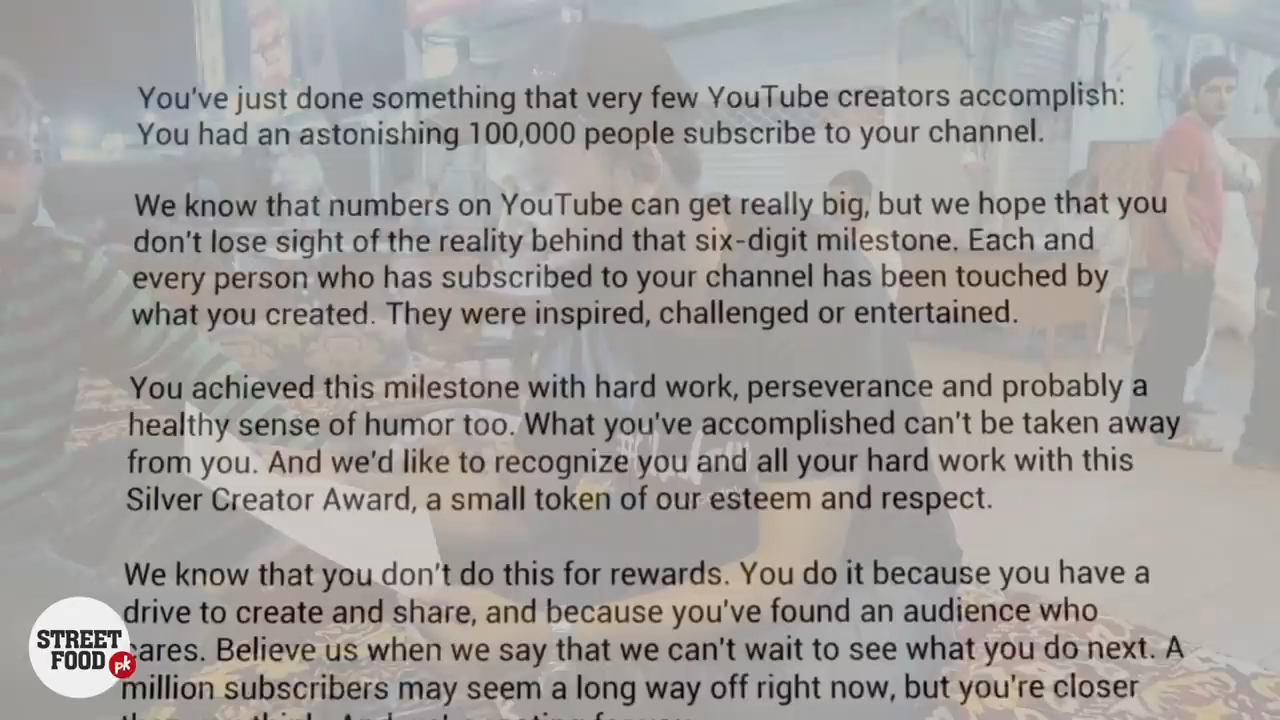 You've just done something that very few YouTube creators accomplish:
You had an astonishing 100,000 people subscribe to your channel.
We know that numbers on YouTube can get really big, but we hope that you
don't lose sight of the reality behind that six-digit milestone. Each and
every person who has subscribed to your channel has been touched by
what you created. They were inspired, challenged or entertained.
You achieved this milestone with hard work, perseverance and probably a
healthy sense of humor too. What you've accomplished can't be taken away
from you. And we'd like to recognize you and all your hard work with this
Silver Creator Award, a small token of our esteem and respect.
We know that you don't do this for rewards. You do it because you have a
drive to create and share, and because you've found an audience who
cares. Believe us when we say that we can't wait to see what you do next. A
million subscribers may seem a long way off right now, but you're closer
STREET
FOOD pk